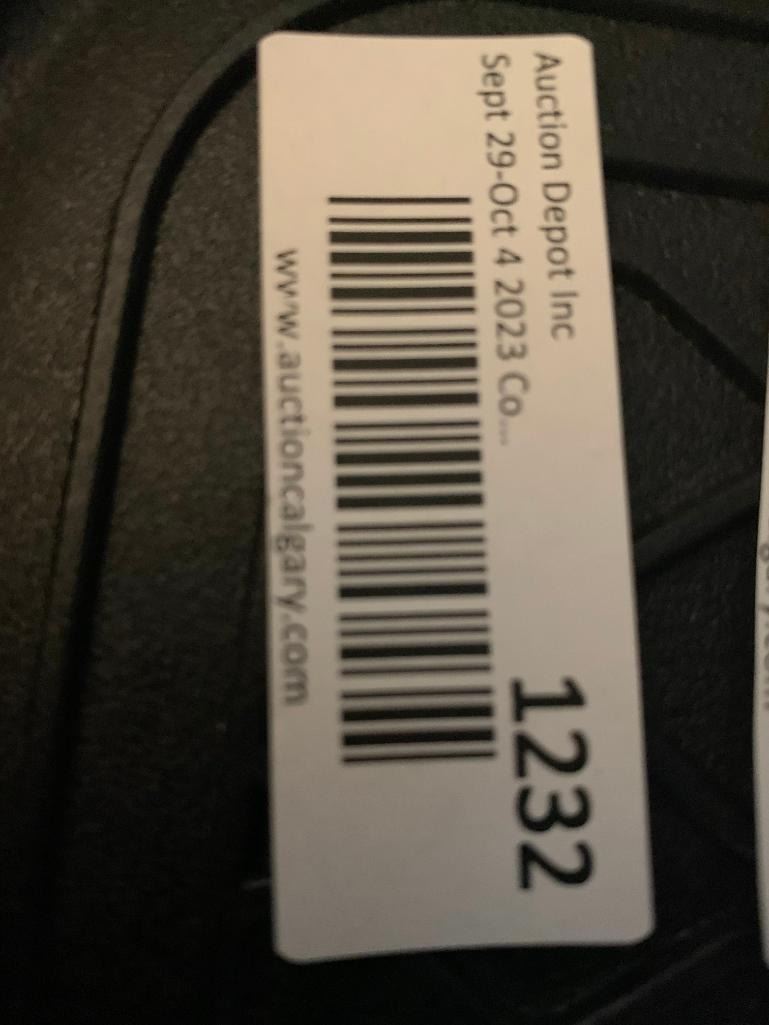 Auction Depot Inc
Sept 29-Oct 4 2023 Co...
1232
www.auctioncalgary.com